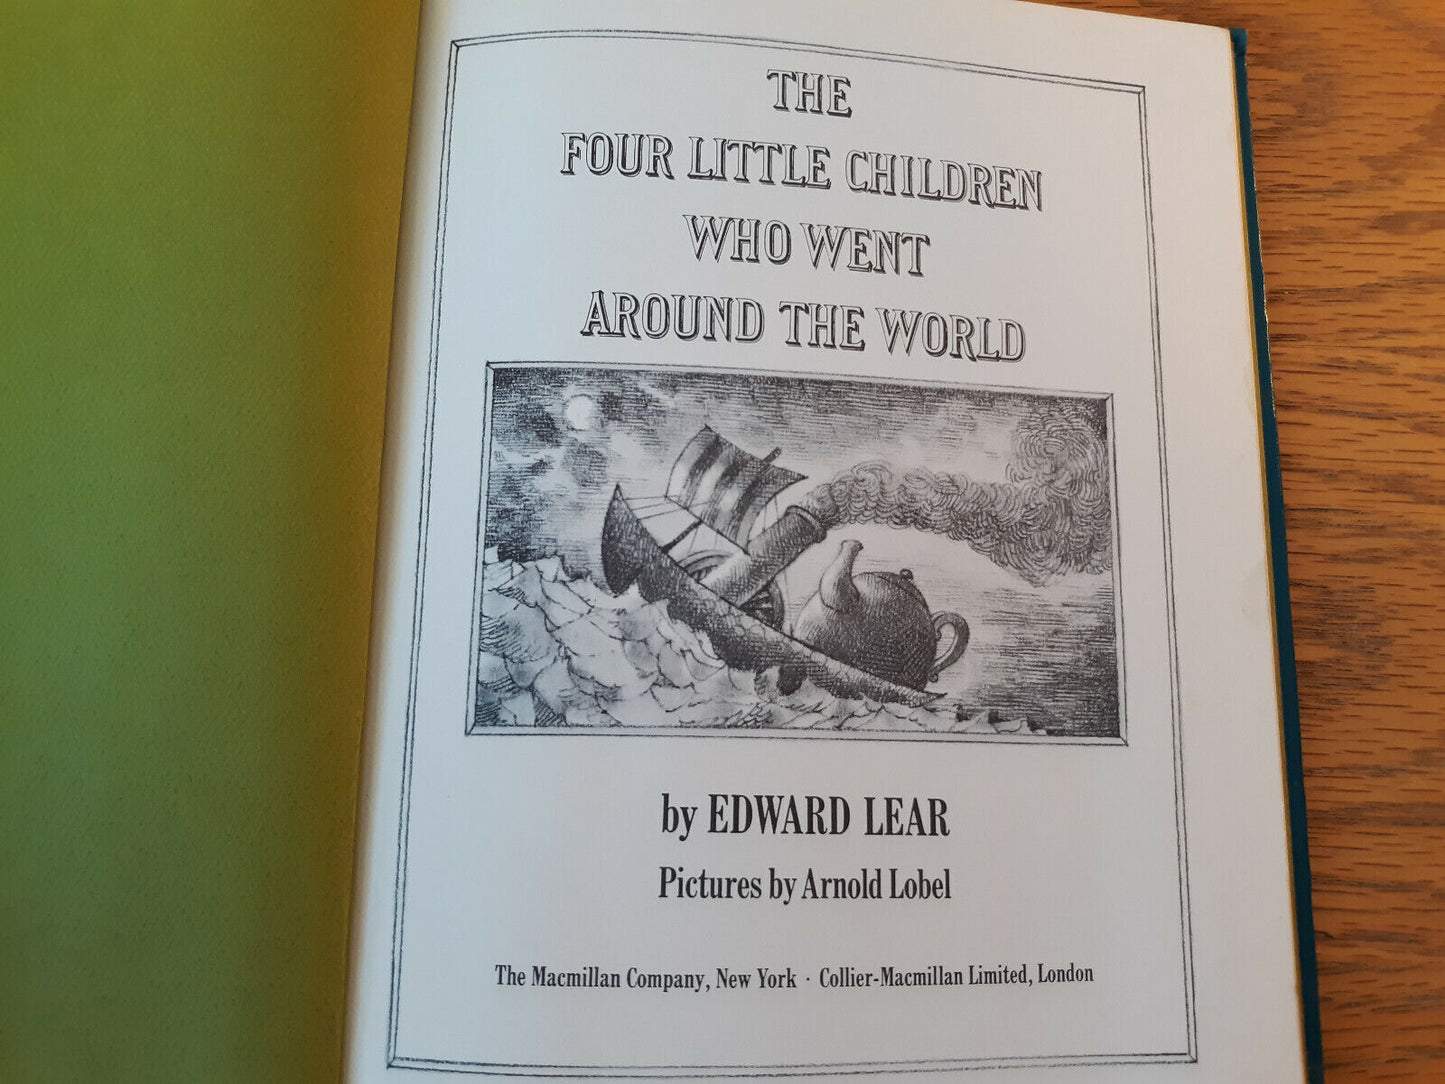 THE
FOUR LITTLE CHILDREN
WHO WENT
AROUND THE WORLD
by EDWARD LEAR
Pictures by Arnold Lobel
The Macmillan Company, New York · Collier-Macmillan Limited, London